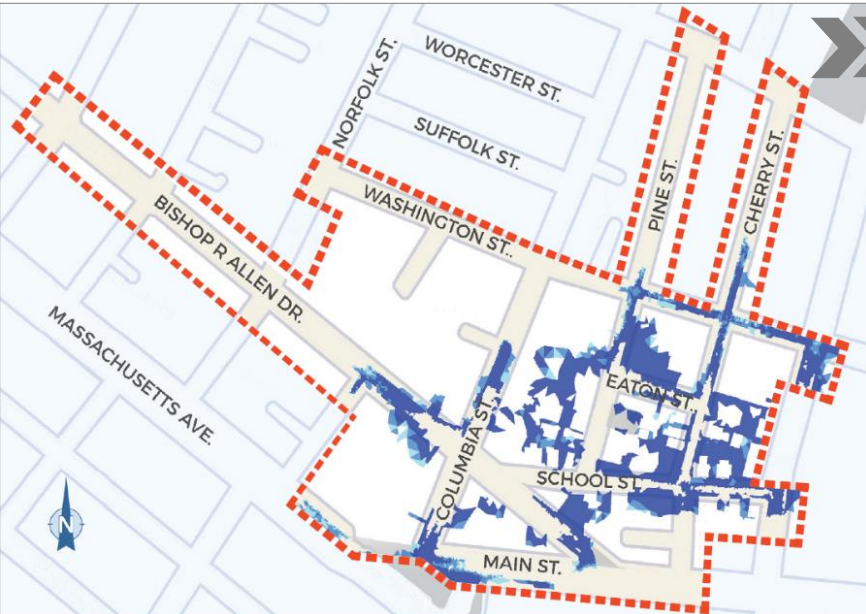 WORCESTER ST.
NORFOLK ST.
SUFFOLK ST.
CHERRY ST.
PINE ST.
WASHINGTON ST..
BISHOP R ALLEN DR.
MASSACHUSETTS AVE.
EATON ST.
COLUMBIA ST.
SCHOOL ST.
MAIN ST.
N